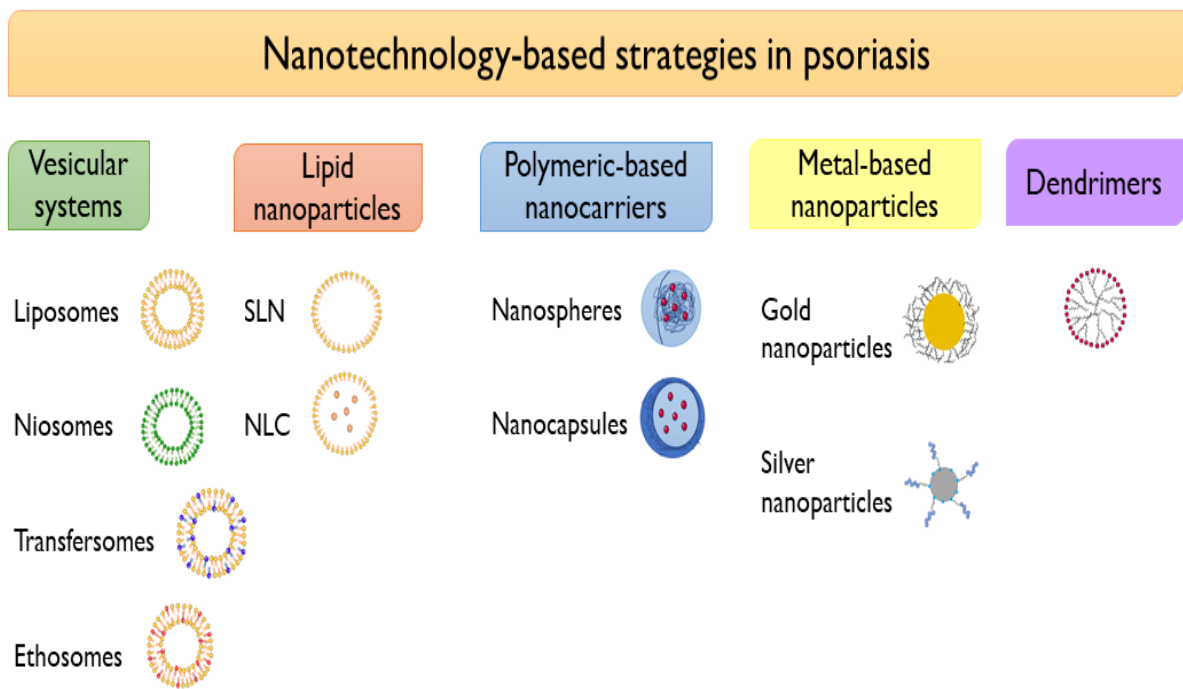 Nanotechnology-based strategies in psoriasis
Vesicular
systems
Lipid
nanoparticles
Polymeric-based
nanocarriers
Metal-based
nanoparticles
Dendrimers
Liposomes
Niosomes
Transfersomes
Ethosomes
SLN
NLC
Nanospheres
Nanocapsules
Gold
nanoparticles
Silver
nanoparticles